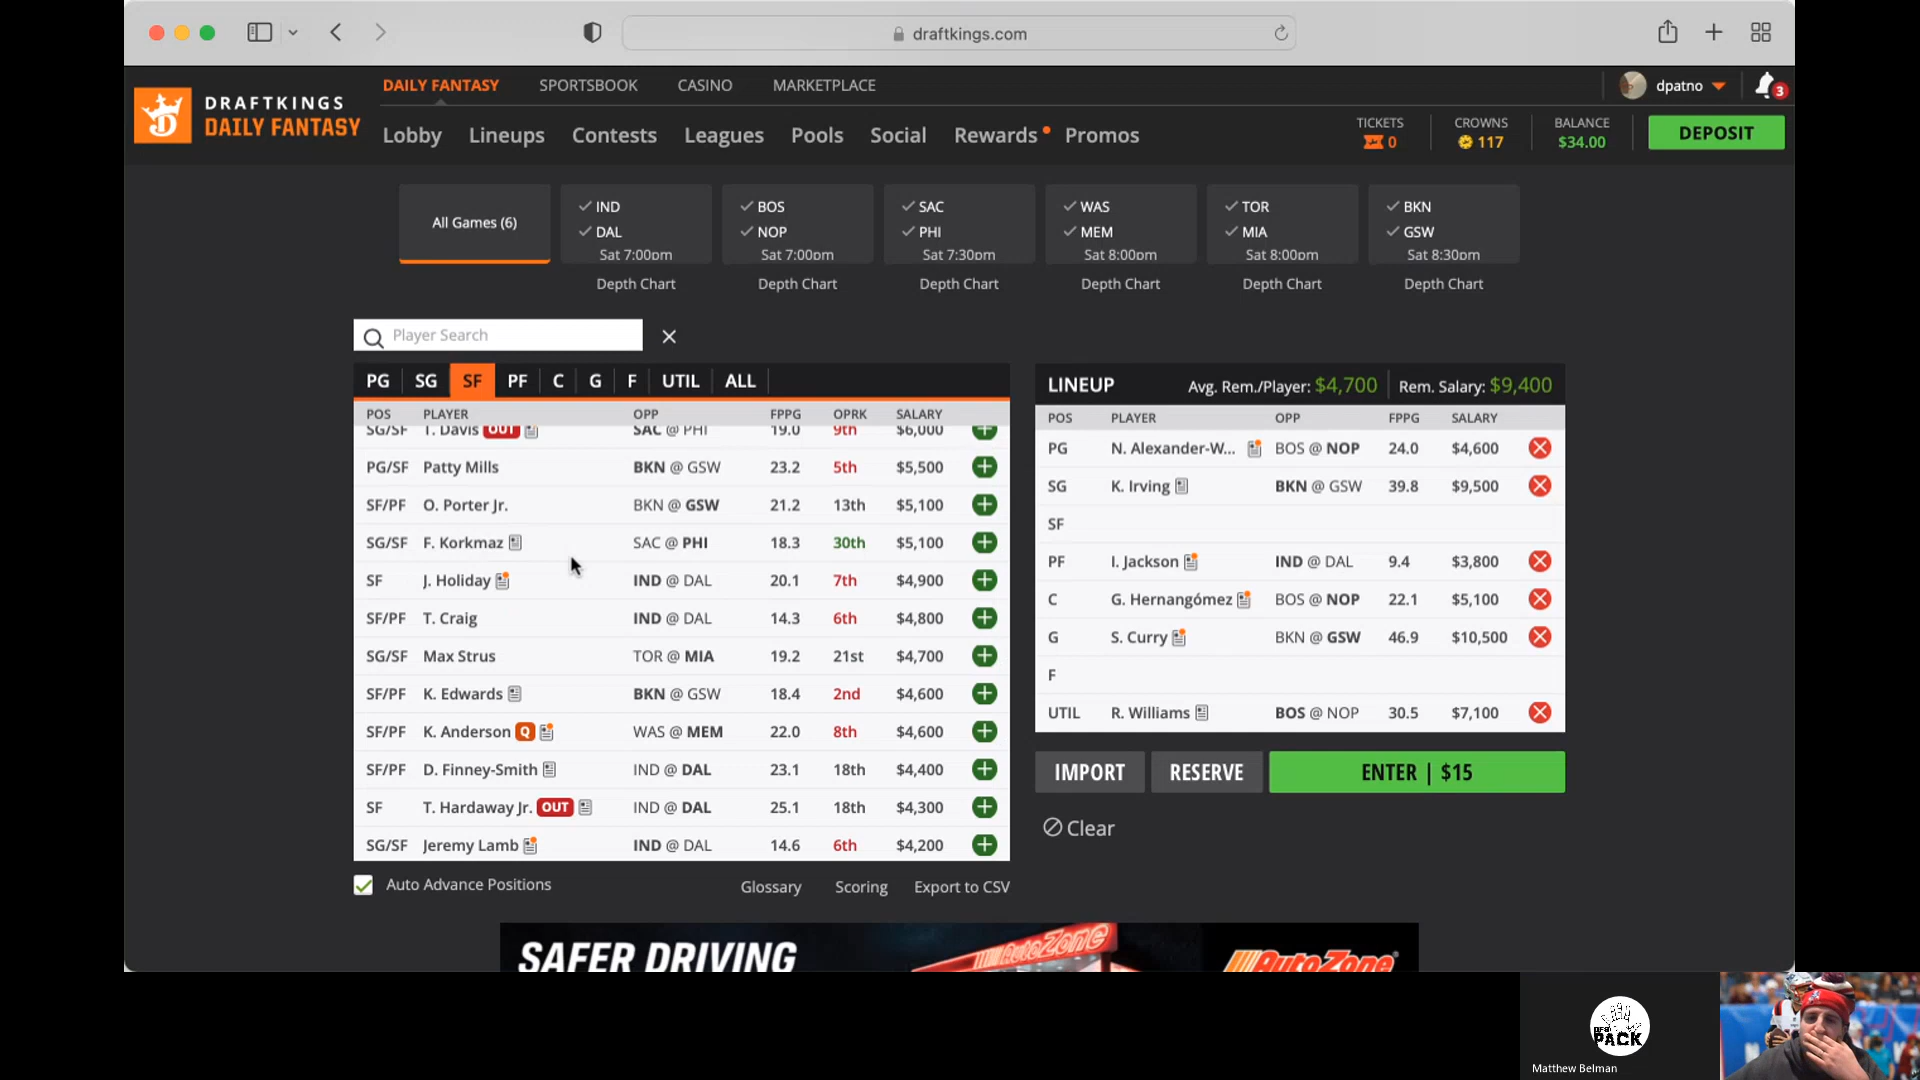 draftkings.com
DRAFTKINGS
DAILY FANTASY
DAILY FANTASY SPORTSBOOK CASINO MARKETPLACE
dpatno 3
Lobby Lineups Contests Leagues Pools Social Rewards Promos
TICKETS 0
CROWNS 117
BALANCE $34.00
DEPOSIT
All Games (6)
IND DAL Sat 7:00pm
BOS NOP Sat 7:00pm
SAC PHI Sat 7:30pm
WAS MEM Sat 8:00pm
TOR MIA Sat 8:00pm
BKN GSW Sat 8:30pm
Depth Chart Depth Chart Depth Chart Depth Chart Depth Chart Depth Chart
Player Search
PG SG SF PF C G F UTIL ALL
POS PLAYER OPP FPPG OPRK SALARY
SG/SF T. Davis OUT SAC @ PHI 19.0 9th $6,000
PG/SF Patty Mills BKN @ GSW 23.2 5th $5,500
SF/PF O. Porter Jr. BKN @ GSW 21.2 13th $5,100
SG/SF F. Korkmaz SAC @ PHI 18.3 30th $5,100
SF J. Holiday IND @ DAL 20.1 7th $4,900
SF/PF T. Craig IND @ DAL 14.3 6th $4,800
SG/SF Max Strus TOR @ MIA 19.2 21st $4,700
SF/PF K. Edwards BKN @ GSW 18.4 2nd $4,600
SF/PF K. Anderson Q WAS @ MEM 22.0 8th $4,600
SF/PF D. Finney-Smith IND @ DAL 23.1 18th $4,400
SF T. Hardaway Jr. OUT IND @ DAL 25.1 18th $4,300
SG/SF Jeremy Lamb IND @ DAL 14.6 6th $4,200
Auto Advance Positions Glossary Scoring Export to CSV
LINEUP Avg. Rem./Player: $4,700 Rem. Salary: $9,400
POS PLAYER OPP FPPG SALARY
PG N. Alexander-W... BOS @ NOP 24.0 $4,600
SG K. Irving BKN @ GSW 39.8 $9,500
SF
PF I. Jackson IND @ DAL 9.4 $3,800
C G. Hernangómez BOS @ NOP 22.1 $5,100
G S. Curry BKN @ GSW 46.9 $10,500
F
UTIL R. Williams BOS @ NOP 30.5 $7,100
IMPORT RESERVE ENTER | $15
Clear
SAFER DRIVING
AutoZone
AutoZone
PACK
Matthew Belman